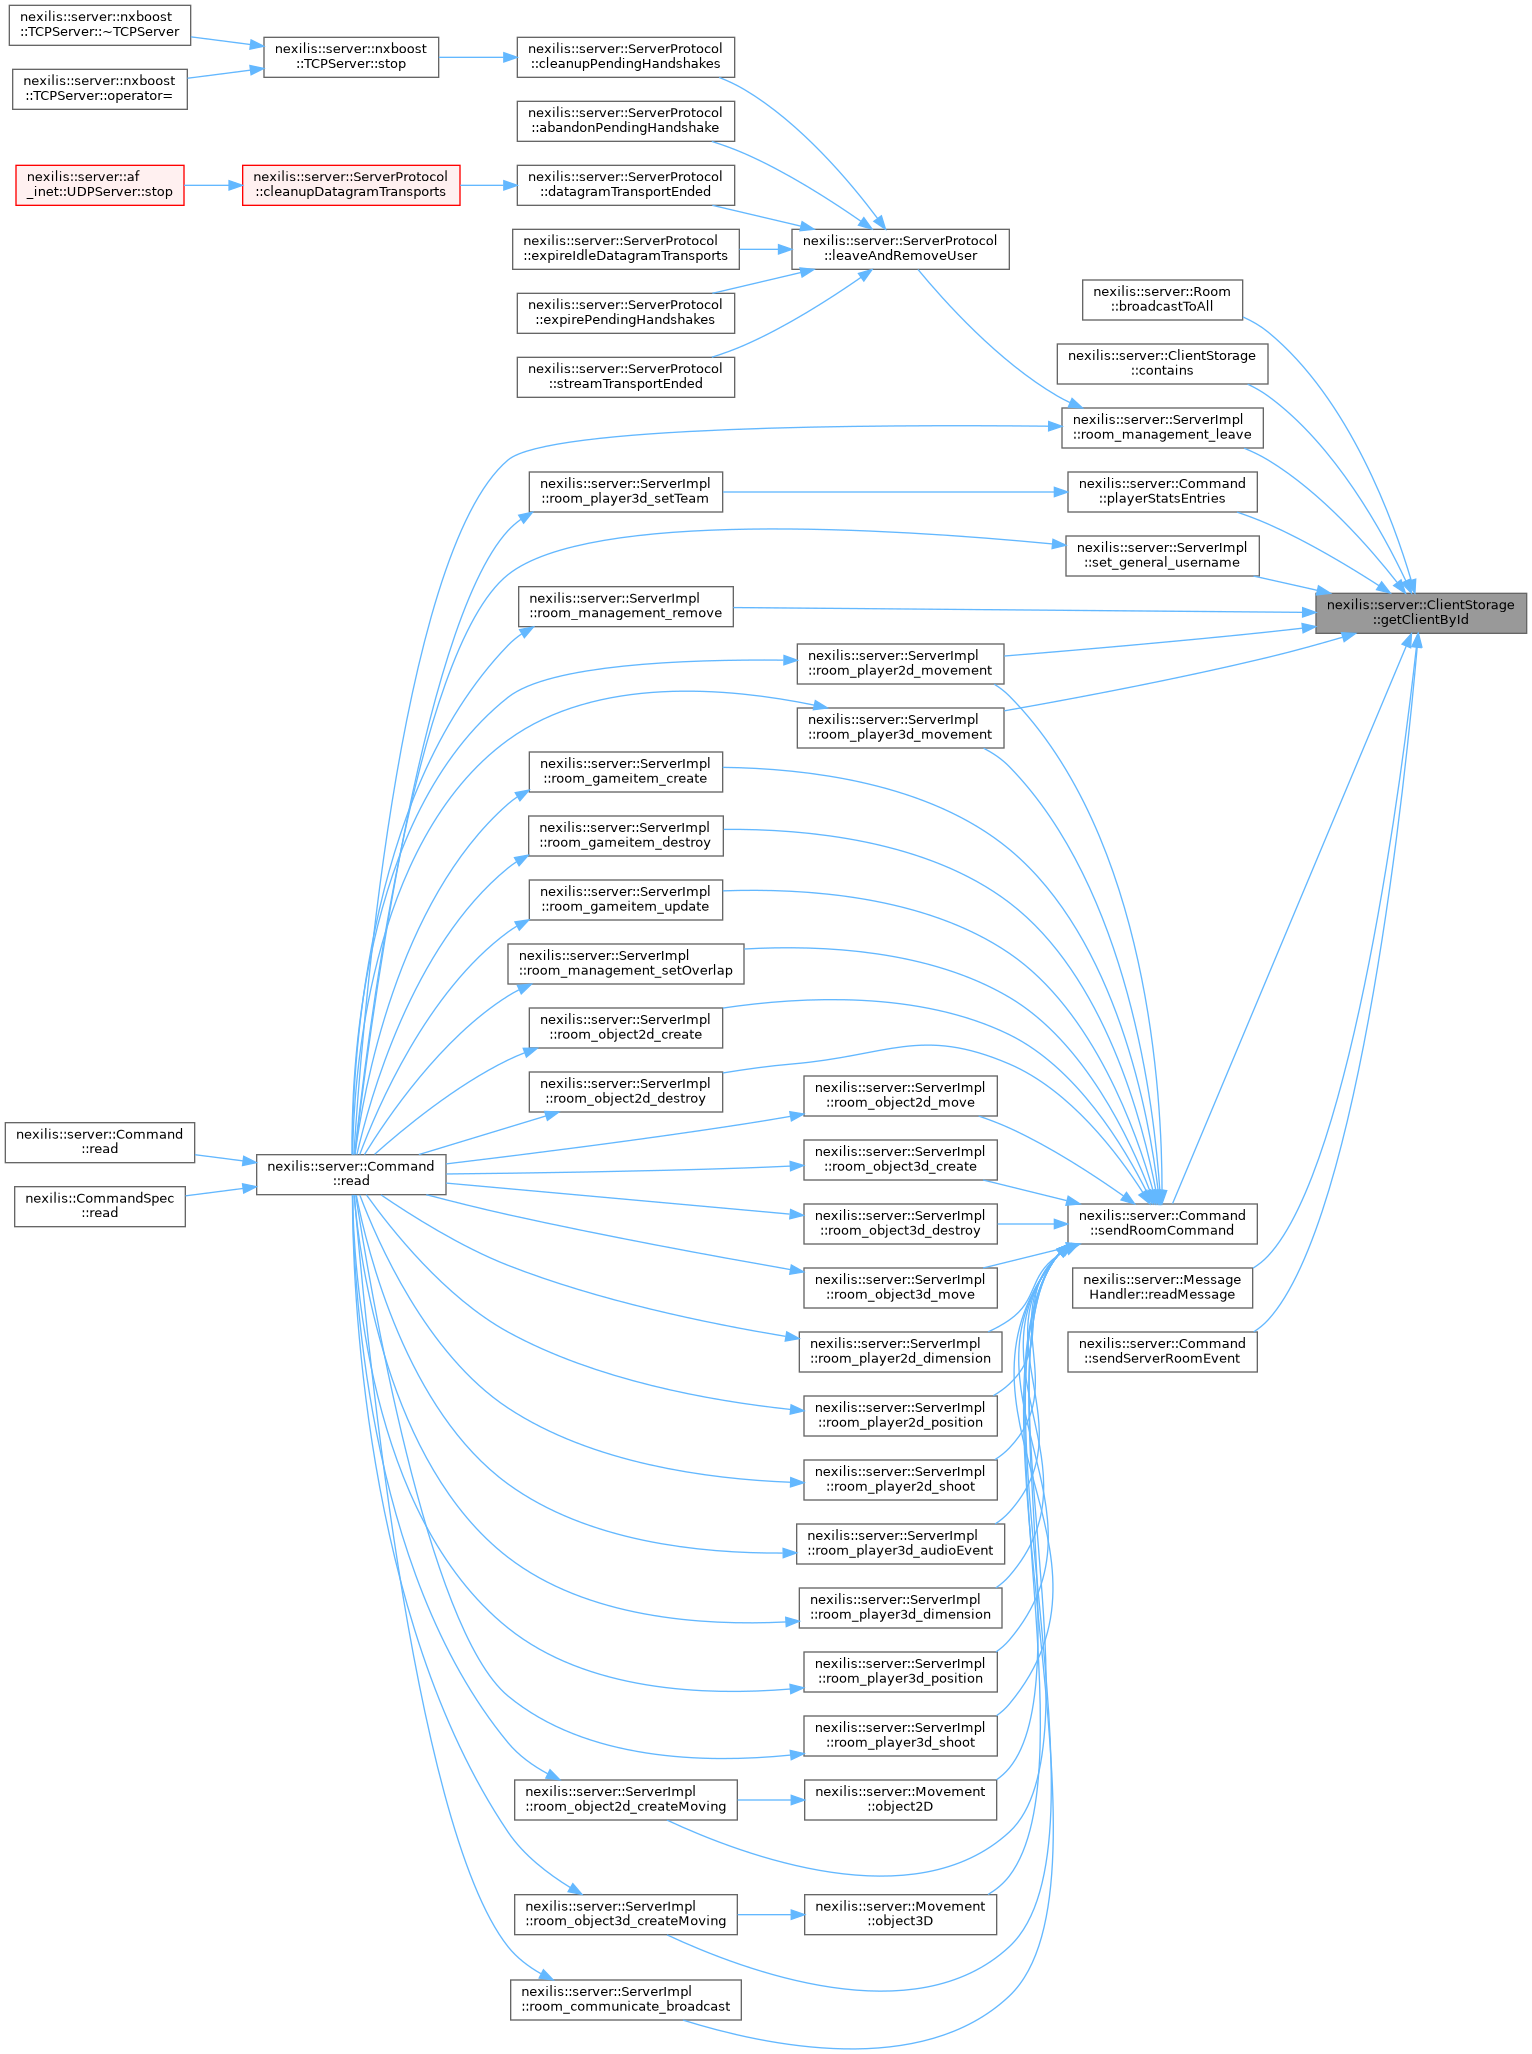 nexilis::server::nxboost
::TCPServer::~TCPServer
nexilis::server::nxboost
::TCPServer::operator=
nexilis::server::nxboost
::TCPServer::stop
nexilis::server::ServerProtocol
::cleanupPendingHandshakes
nexilis::server::ServerProtocol
::abandonPendingHandshake
nexilis::server::af
_inet::UDPServer::stop
nexilis::server::ServerProtocol
::cleanupDatagramTransports
nexilis::server::ServerProtocol
::datagramTransportEnded
nexilis::server::ServerProtocol
::expireIdleDatagramTransports
nexilis::server::ServerProtocol
::leaveAndRemoveUser
nexilis::server::ServerProtocol
::expirePendingHandshakes
nexilis::server::ServerProtocol
::streamTransportEnded
nexilis::server::Room
::broadcastToAll
nexilis::server::ClientStorage
::contains
nexilis::server::ServerImpl
::room_management_leave
nexilis::server::ServerImpl
::room_player3d_setTeam
nexilis::server::Command
::playerStatsEntries
nexilis::server::ServerImpl
::set_general_username
nexilis::server::ServerImpl
::room_management_remove
nexilis::server::ClientStorage
::getClientById
nexilis::server::ServerImpl
::room_player2d_movement
nexilis::server::ServerImpl
::room_player3d_movement
nexilis::server::ServerImpl
::room_gameitem_create
nexilis::server::ServerImpl
::room_gameitem_destroy
nexilis::server::ServerImpl
::room_gameitem_update
nexilis::server::ServerImpl
::room_management_setOverlap
nexilis::server::ServerImpl
::room_object2d_create
nexilis::server::ServerImpl
::room_object2d_destroy
nexilis::server::ServerImpl
::room_object2d_move
nexilis::server::Command
::read
nexilis::CommandSpec
::read
nexilis::server::Command
::read
nexilis::server::ServerImpl
::room_object3d_create
nexilis::server::ServerImpl
::room_object3d_destroy
nexilis::server::Command
::sendRoomCommand
nexilis::server::ServerImpl
::room_object3d_move
nexilis::server::Message
Handler::readMessage
nexilis::server::ServerImpl
::room_player2d_dimension
nexilis::server::Command
::sendServerRoomEvent
nexilis::server::ServerImpl
::room_player2d_position
nexilis::server::ServerImpl
::room_player2d_shoot
nexilis::server::ServerImpl
::room_player3d_audioEvent
nexilis::server::ServerImpl
::room_player3d_dimension
nexilis::server::ServerImpl
::room_player3d_position
nexilis::server::ServerImpl
::room_player3d_shoot
nexilis::server::ServerImpl
::room_object2d_createMoving
nexilis::server::Movement
::object2D
nexilis::server::ServerImpl
::room_object3d_createMoving
nexilis::server::Movement
::object3D
nexilis::server::ServerImpl
::room_communicate_broadcast